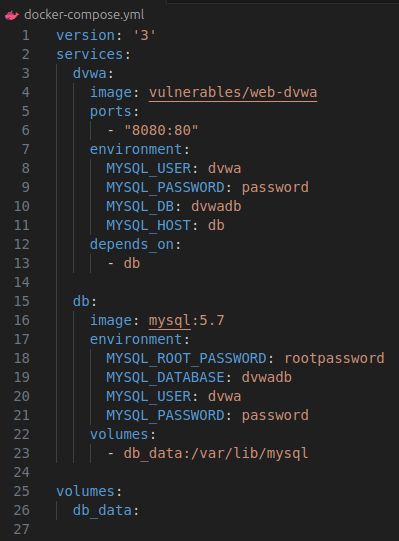 docker-compose.yml
1 version: '3'
2 services:
3   dvwa:
4     image: vulnerables/web-dvwa
5     ports:
6       - "8080:80"
7     environment:
8       MYSQL_USER: dvwa
9       MYSQL_PASSWORD: password
10       MYSQL_DB: dvwadb
11       MYSQL_HOST: db
12     depends_on:
13       - db
14
15   db:
16     image: mysql:5.7
17     environment:
18       MYSQL_ROOT_PASSWORD: rootpassword
19       MYSQL_DATABASE: dvwadb
20       MYSQL_USER: dvwa
21       MYSQL_PASSWORD: password
22     volumes:
23       - db_data:/var/lib/mysql
24
25 volumes:
26   db_data:
27